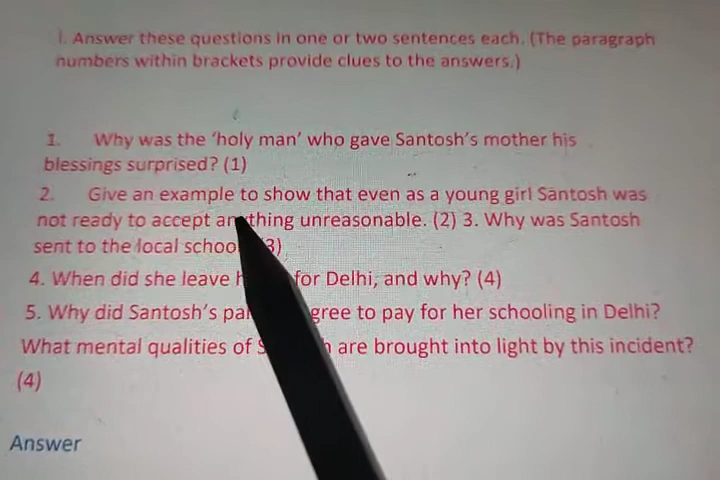 I. Answer these questions in one or two sentences each. (The paragraph
numbers within brackets provide clues to the answers.)
1. Why was the ‘holy man’ who gave Santosh’s mother his
blessings surprised? (1)
2. Give an example to show that even as a young girl Santosh was
not ready to accept anything unreasonable. (2) 3. Why was Santosh
sent to the local school 3)
4. When did she leave for Delhi, and why? (4)
5. Why did Santosh’s to pay for her schooling in Delhi?
What mental qualities of are brought into light by this incident?
(4)
Answer